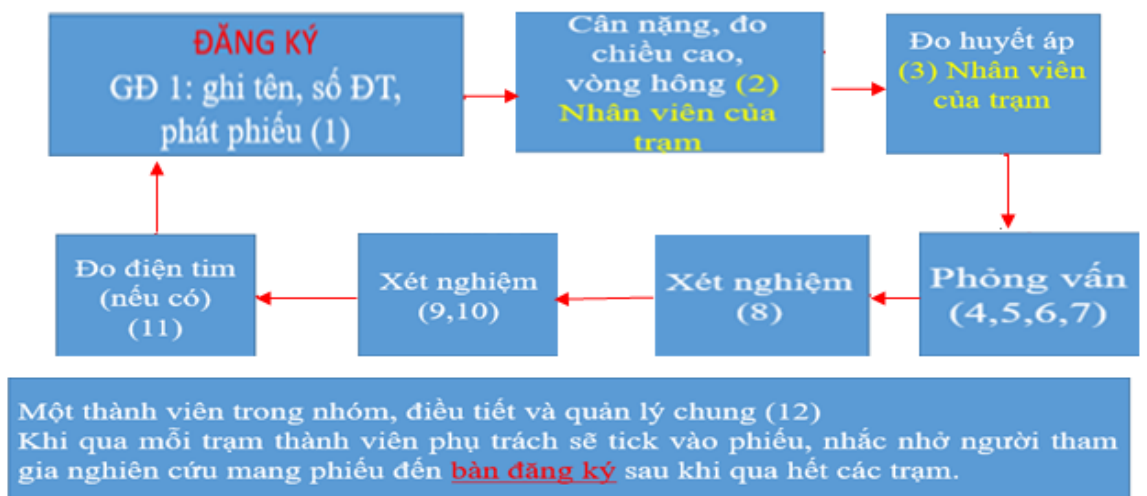 ĐĂNG KÝ
GĐ 1: ghi tên, số ĐT,
phát phiếu (1)
Cân nặng, đo
chiều cao,
vòng hông (2)
Nhân viên của
trạm
Đo huyết áp
(3) Nhân viên
của trạm
Phỏng vấn
(4,5,6,7)
Xét nghiệm
(8)
Xét nghiệm
(9,10)
Đo điện tim
(nếu có)
(11)
Một thành viên trong nhóm, điều tiết và quản lý chung (12)
Khi qua mỗi trạm thành viên phụ trách sẽ tick vào phiếu, nhắc nhở người tham
gia nghiên cứu mang phiếu đến bàn đăng ký sau khi qua hết các trạm.